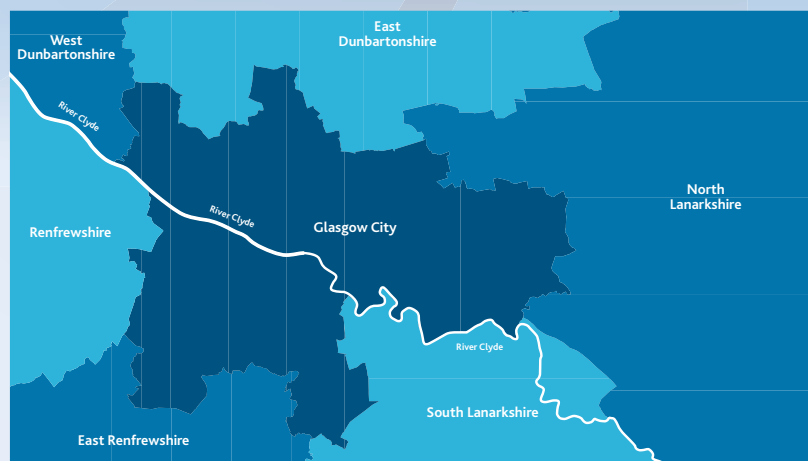 East
Dunbartonshire
West
Dunbartonshire
River Clyde
North
Lanarkshire
River Clyde
Glasgow City
Renfrewshire
River Clyde
South Lanarkshire
East Renfrewshire